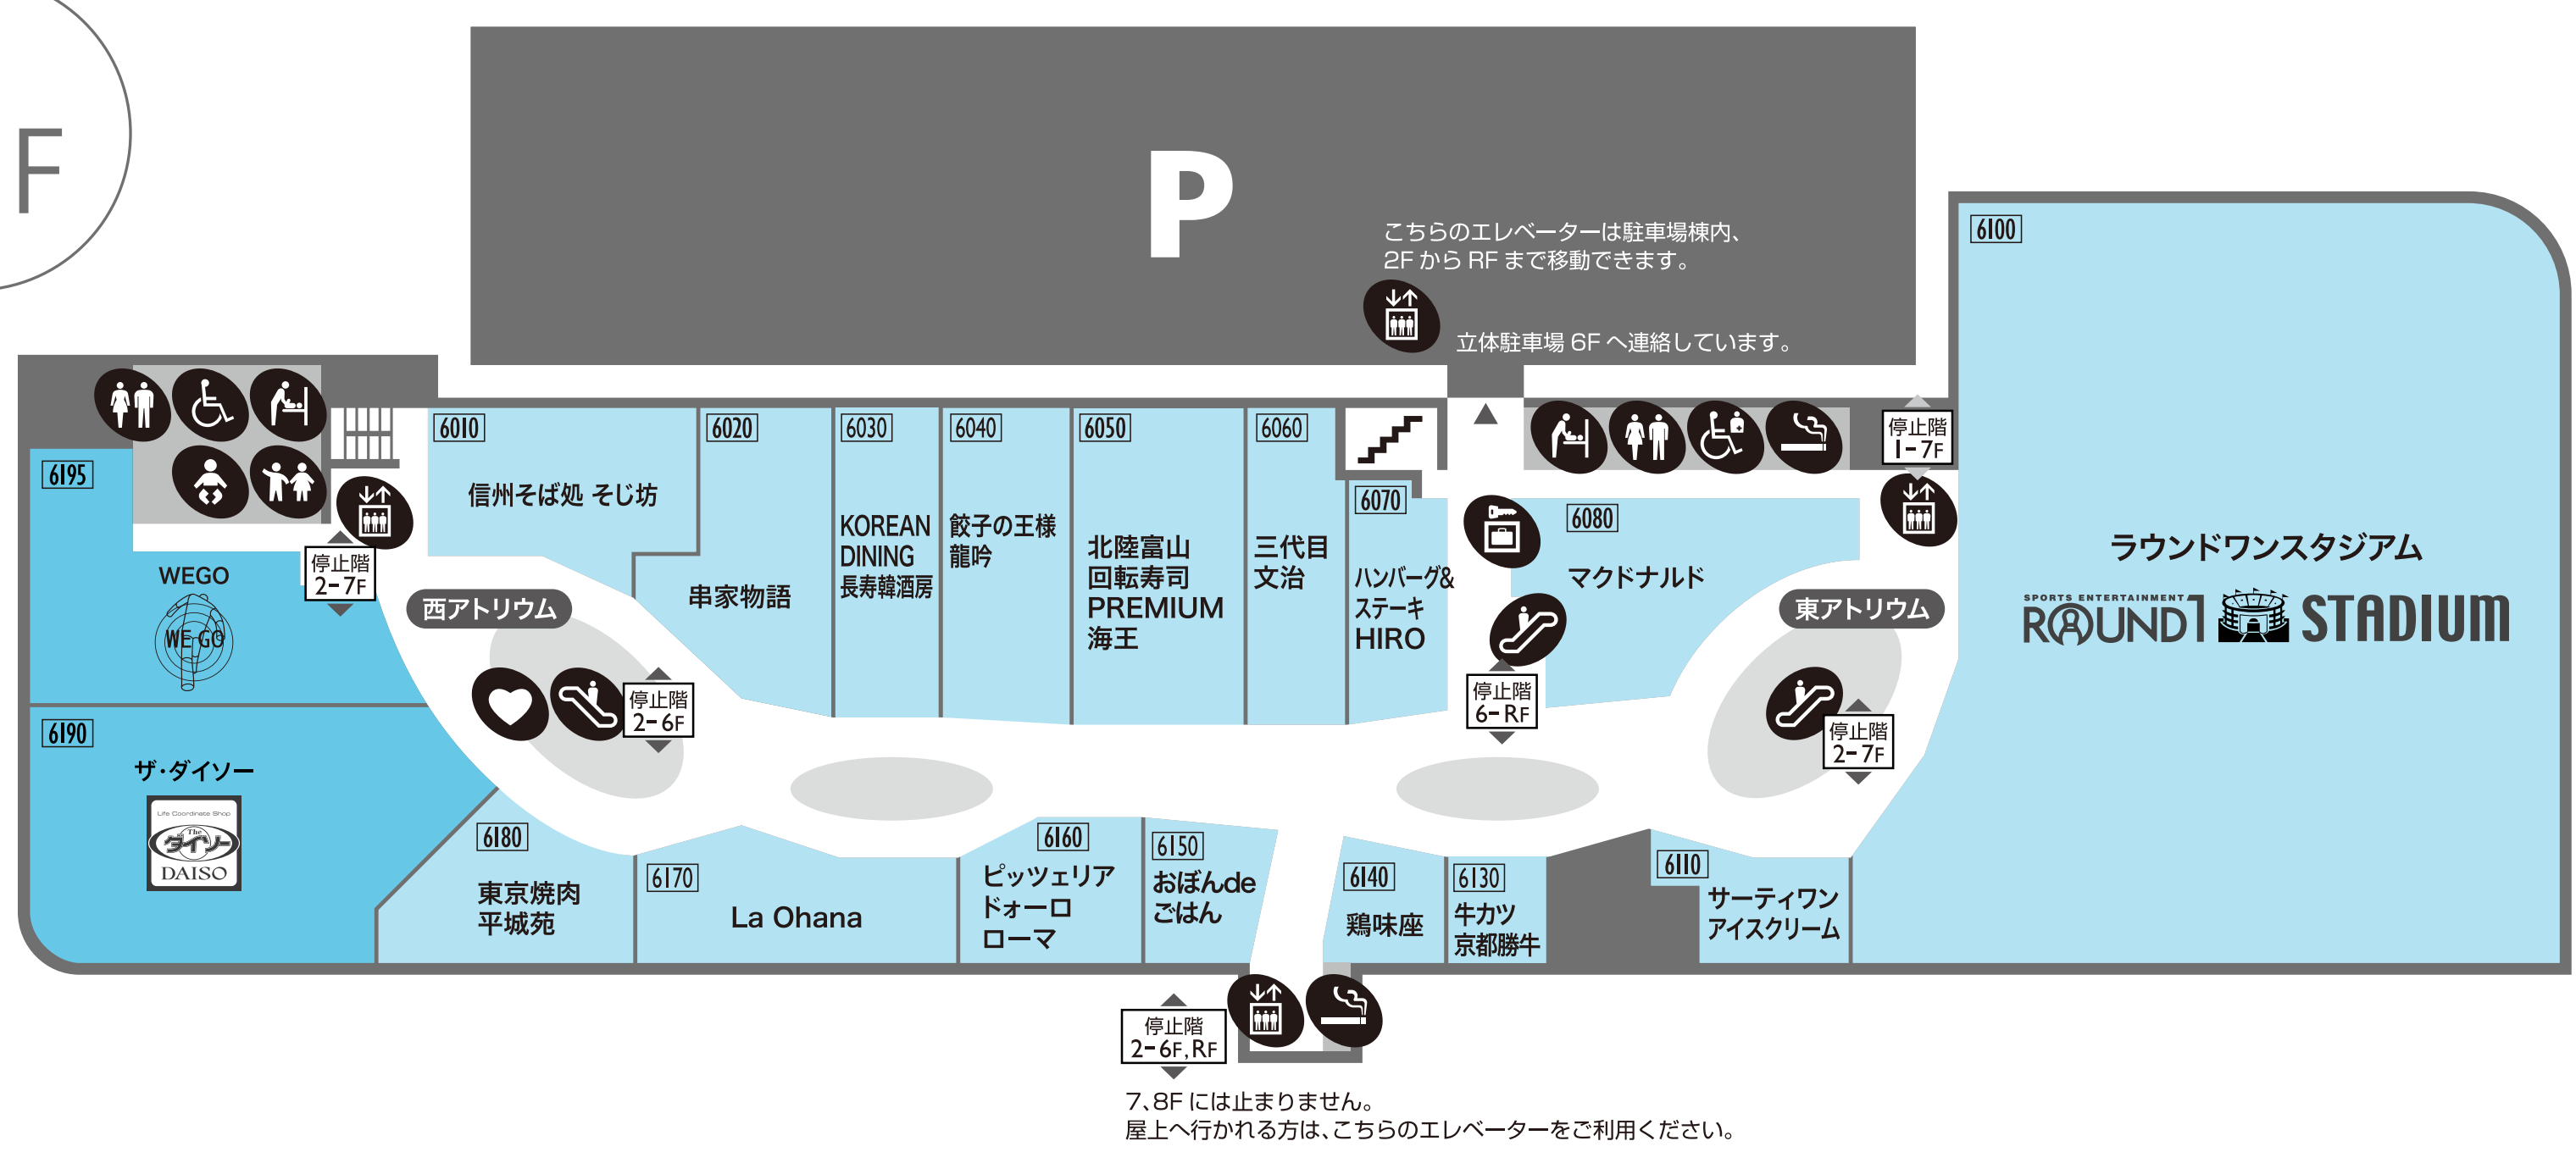 F
P
こちらのエレベーターは駐車場棟内、
2FからRFまで移動できます。
立体駐車場6Fへ連絡しています。
6100
ラウンドワンスタジアム
SPORTS ENTERTAINMENT
ROUND1 STADIUM
停止階
1-7F
6195
WEGO
WE GO
停止階
2-7F
6190
ザ・ダイソー
Life Coordinate Shop
The
ダイソー
DAISO
6010
信州そば処 そじ坊
6020
串家物語
6030
KOREAN
DINING
長寿韓酒房
6040
餃子の王様
龍吟
6050
北陸富山
回転寿司
PREMIUM
海王
6060
三代目
文治
6070
ハンバーグ&
ステーキ
HIRO
6080
マクドナルド
西アトリウム
停止階
2-6F
停止階
6-RF
東アトリウム
停止階
2-7F
6180
東京焼肉
平城苑
6170
La Ohana
6160
ピッツェリア
ドォーロ
ローマ
6150
おぼんde
ごはん
6140
鶏味座
6130
牛カツ
京都勝牛
6110
サーティワン
アイスクリーム
停止階
2-6F,RF
7、8Fには止まりません。
屋上へ行かれる方は、こちらのエレベーターをご利用ください。